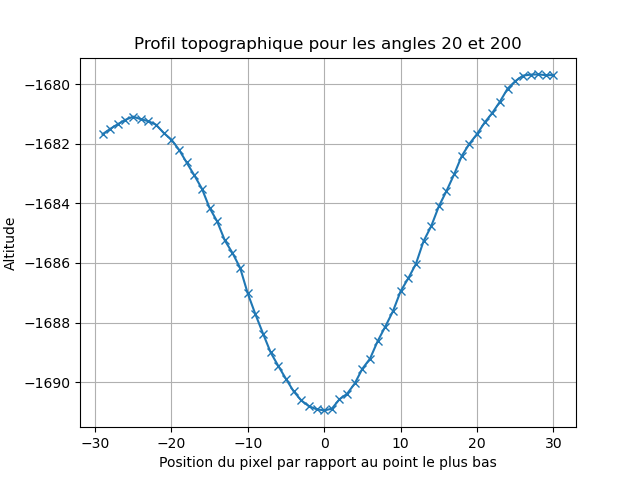 Profil topographique pour les angles 20 et 200
Altitude
−1680
−1682
−1684
−1686
−1688
−1690
−30 −20 −10 0 10 20 30
Position du pixel par rapport au point le plus bas